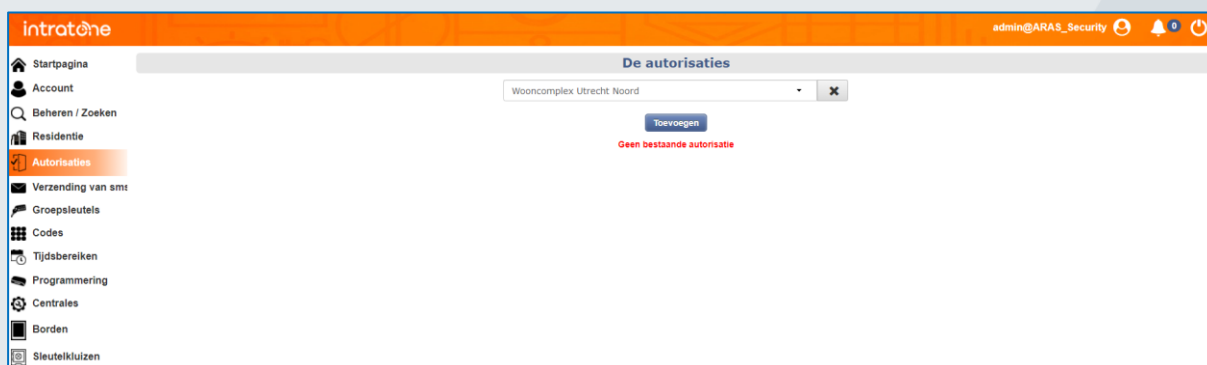 intratone
admin@ARAS_Security
0
Startpagina
Account
Beheren / Zoeken
Residentie
Autorisaties
Verzending van sms
Groepsleutels
Codes
Tijdsbereiken
Programmering
Centrales
Borden
Sleutelkluizen
De autorisaties
Wooncomplex Utrecht Noord
Toevoegen
Geen bestaande autorisatie